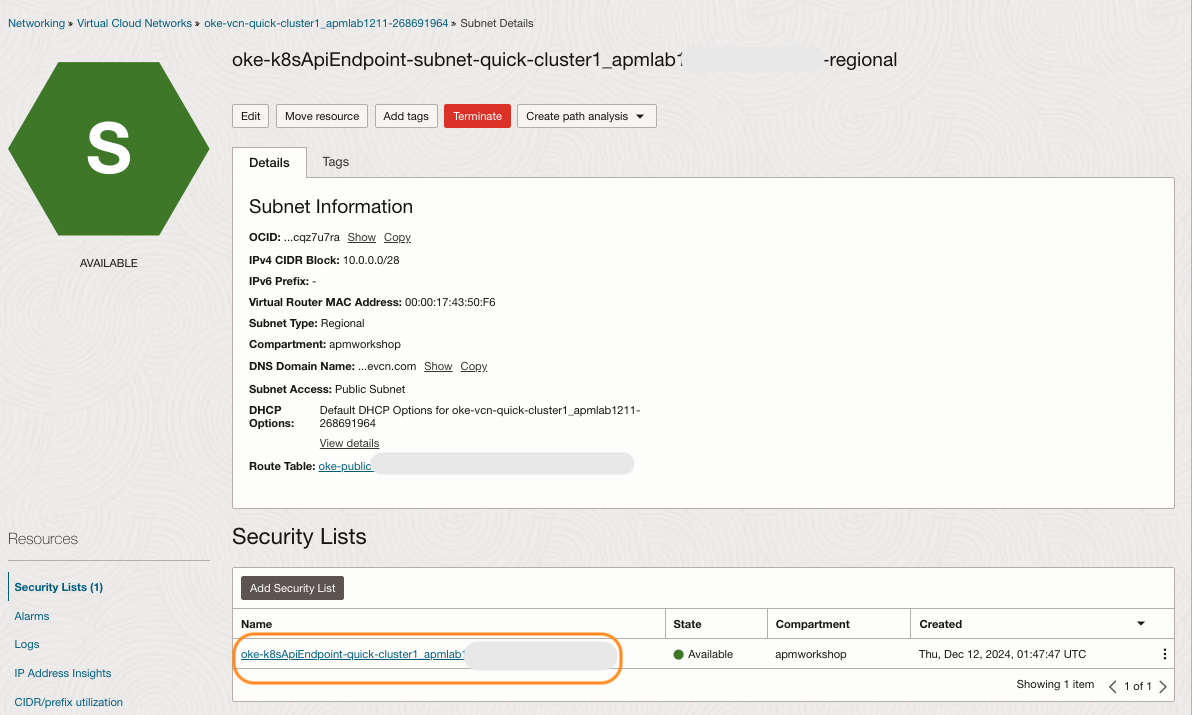 Networking » Virtual Cloud Networks » oke-vcn-quick-cluster1_apmlab1211-268691964 » Subnet Details
oke-k8sApiEndpoint-subnet-quick-cluster1_apmlab1 -regional
S
AVAILABLE
Edit Move resource Add tags Terminate Create path analysis
Details Tags
Subnet Information
OCID: ...cqz7u7ra Show Copy
IPv4 CIDR Block: 10.0.0.0/28
IPv6 Prefix: -
Virtual Router MAC Address: 00:00:17:43:50:F6
Subnet Type: Regional
Compartment: apmworkshop
DNS Domain Name: ...evcn.com Show Copy
Subnet Access: Public Subnet
DHCP Options: Default DHCP Options for oke-vcn-quick-cluster1_apmlab1211-
268691964
View details
Route Table: oke-public
Resources
Security Lists (1)
Alarms
Logs
IP Address Insights
CIDR/prefix utilization
Security Lists
Add Security List
Name State Compartment Created
oke-k8sApiEndpoint-quick-cluster1_apmlab1 Available apmworkshop Thu, Dec 12, 2024, 01:47:47 UTC
Showing 1 item 1 of 1